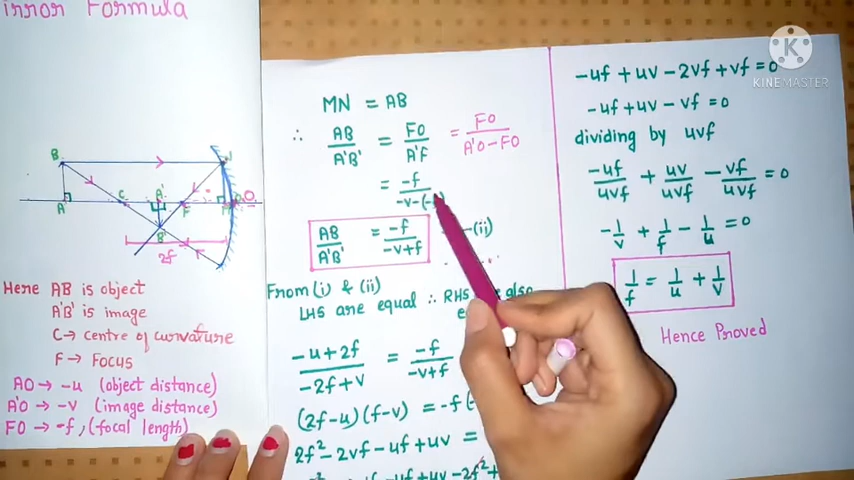 irror Formula
B
N
A
C
A'
F
M
O
B'
2f
Here AB is object
A'B' is image
C→ centre of curvature
F→ Focus
AO → -u (object distance)
A'O → -v (image distance)
FO → -f, (focal length)
MN = AB
∴ AB/A'B' = FO/A'F = FO/A'O-FO
= -f/-v-(-f)
AB/A'B' = -f/-v+f -(ii)
From (i) & (ii)
LHS are equal ∴ RHS also
-u+2f/-2f+v = -f/-v+f
(2f-u)(f-v) = -f(
2f²-2vf-uf+uv =
-uf+uv-2f²+
-uf+uv-2vf+vf=0
-uf+uv-vf=0
dividing by uvf
-uf/uvf + uv/uvf - vf/uvf = 0
-1/v + 1/f - 1/u = 0
1/f = 1/u + 1/v
Hence Proved
K
KINEMASTER